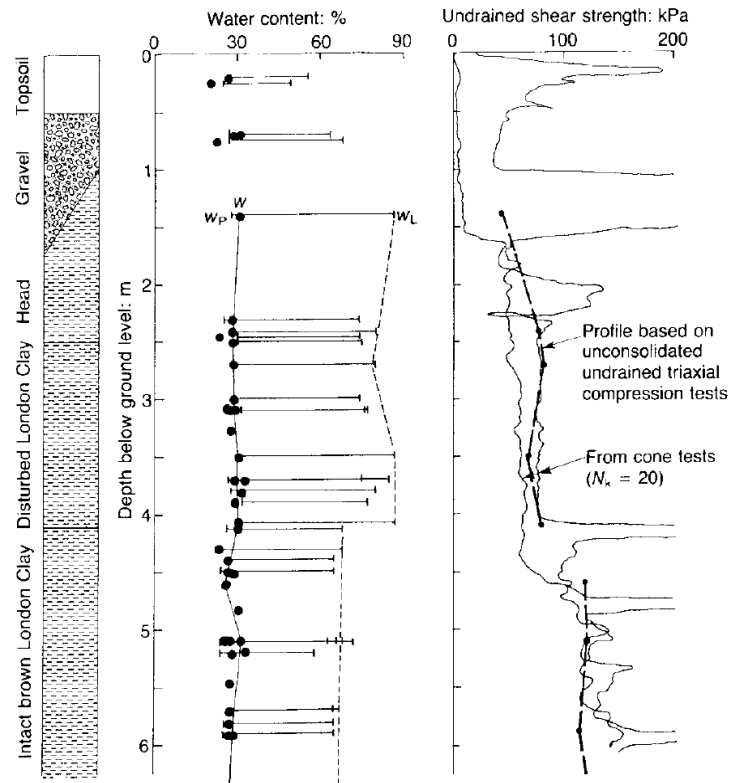 Water content: %
0
30
60
90
Undrained shear strength: kPa
0
100
200
Topsoil
Gravel
Head
Disturbed London Clay
Intact brown London Clay
Depth below ground level: m
1
2
3
4
5
6
wP
w
wL
Profile based on
unconsolidated
undrained triaxial
compression tests
From cone tests
(Nk = 20)